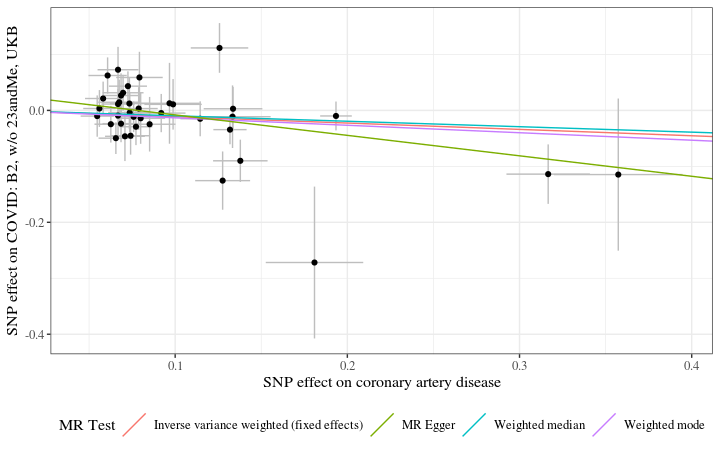 SNP effect on COVID: B2, w/o 23andMe, UKB
0.0
-0.2
-0.4
0.1 0.2 0.3 0.4
SNP effect on coronary artery disease
MR Test Inverse variance weighted (fixed effects) MR Egger Weighted median Weighted mode